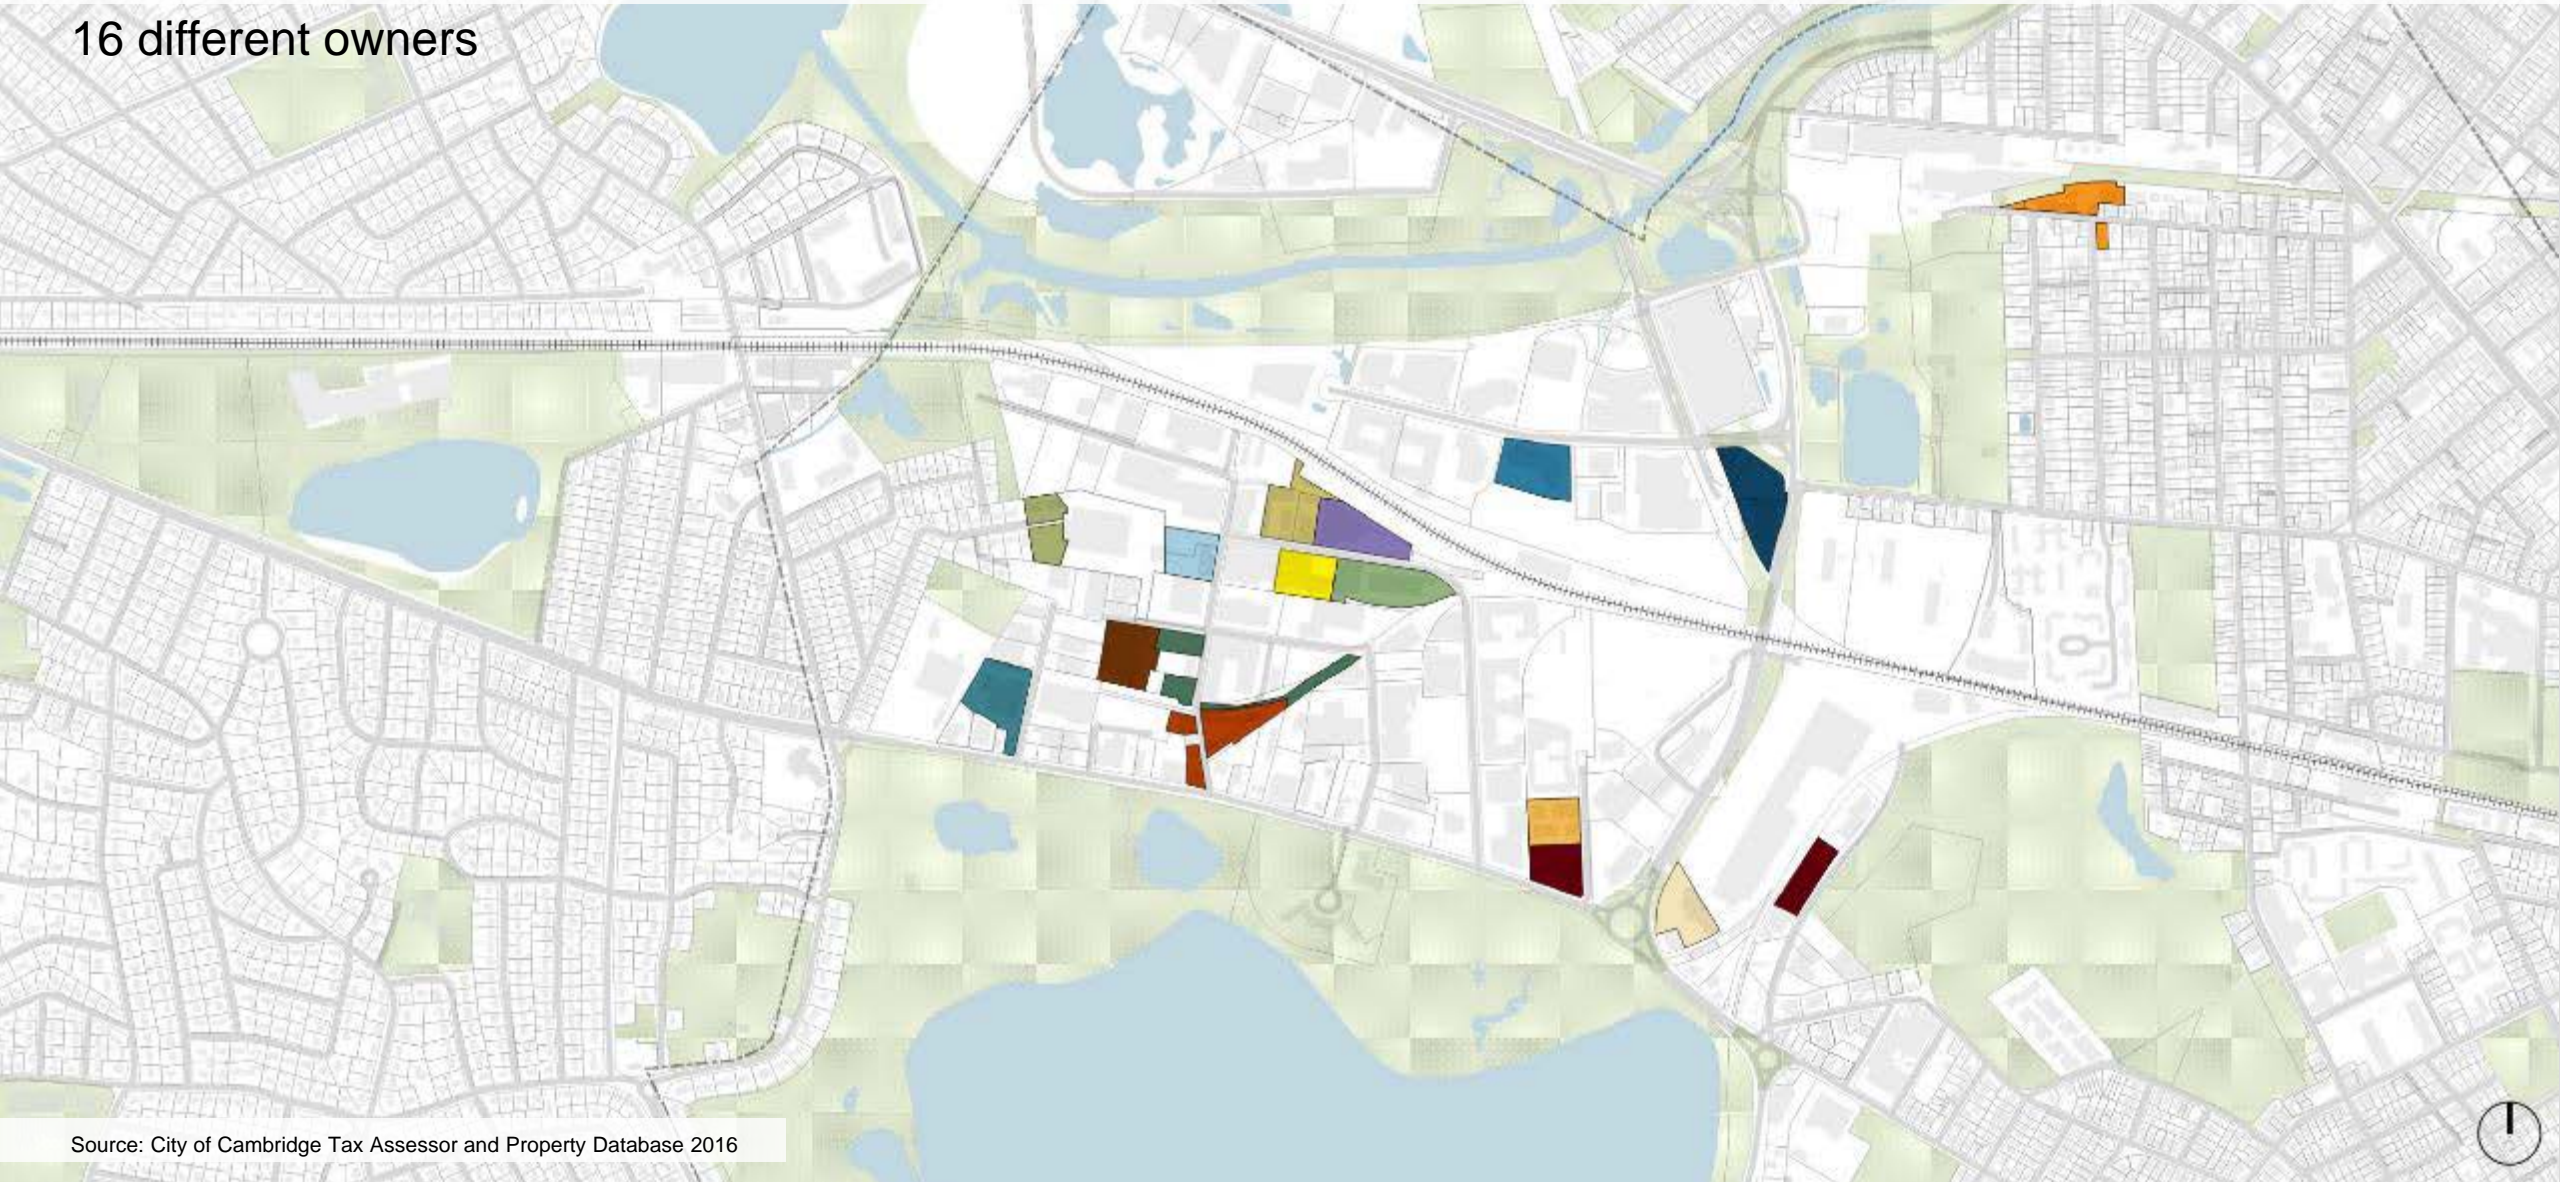 16 different owners
Source: City of Cambridge Tax Assessor and Property Database 2016